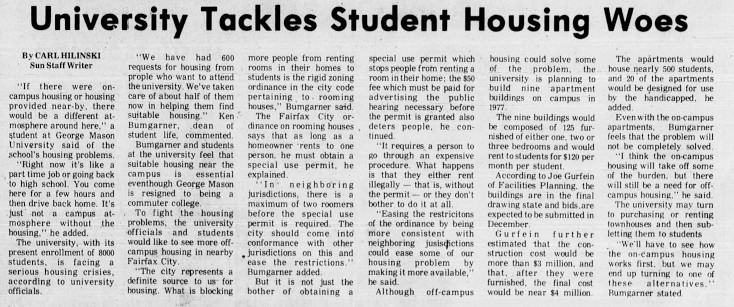 University Tackles Student Housing Woes
By CARL HILINSKI
Sun Staff Writer
"If there were on-
campus housing or housing
provided near-by, there
would be a different at-
mosphere around here," a
student at George Mason
University said of the
school's housing problems.
"Right now it's like a
part time job or going back
to high school. You come
here for a few hours and
then drive back home. It's
just not a campus at-
mosphere without the
housing," he added.
The university, with its
present enrollment of 8000
students, is facing a
serious housing crisis,
according to university
officials.
"We have had 600
requests for housing from
prople who want to attend
the university. We've taken
care of about half of them
now in helping them find
suitable housing." Ken
Bumgarner, dean of
student life, commented.
Bumgarner and students
at the university feel that
suitable housing near the
campus is essential
eventhough George Mason
is resigned to being a
commuter college.
To fight the housing
problems, the university
officials and students
would like to see more off-
campus housing in nearby
Fairfax City.
"The city represents a
definite source to us for
housing. What is blocking
more people from renting
rooms in their homes to
students is the rigid zoning
ordinance in the city code
pertaining to rooming
houses," Bumgarner said.
The Fairfax City or-
dinance on rooming houses
says that as long as a
homeowner rents to one
person, he must obtain a
special use permit, he
explained.
"In neighboring
jurisdictions, there is a
maximum of two roomers
before the special use
permit is required. The
city should come into
conformance with other
jurisdictions on this and
ease the restrictions."
Bumgarner added.
But it is not just the
bother of obtaining a
special use permit which
stops people from renting a
room in their home; the $50
fee which must be paid for
advertising the public
hearing necessary before
the permit is granted also
deters people, he con-
tinued.
"It requires a person to
go through an expensive
procedure. What happens
is that they either rent
illegally — that is, without
the permit — or they don't
bother to do it at all.
"Easing the restricitons
of the ordinance by being
more consistent with
neighboring jusisdictions
could ease some of our
housing problem by
making it more available,"
he said.
Although off-campus
housing could solve some
of the problem, the
university is planning to
build nine apartment
buildings on campus in
1977.
The nine buildings would
be composed of 125 fur-
nished of either one, two or
three bedrooms and would
rent to students for $120 per
month per student.
According to Joe Gurfein
of Facilities Planning, the
buildings are in the final
drawing state and bids are
expected to be submitted in
December.
Gurfein further
estimated that the con-
struction cost would be
more than $3 million, and
that, after they were
furnished, the final cost
would be near $4 million.
The apartments would
house nearly 500 students,
and 20 of the apartments
would be designed for use
by the handicapped, he
added.
Even with the on-campus
apartments, Bumgarner
feels that the problem will
not be completely solved.
"I think the on-campus
housing will take off some
of the burden, but there
will still be a need for off-
campus housing," he said.
The university may turn
to purchasing or renting
townhouses and then sub-
letting them to students.
"We'll have to see how
the on-campus housing
works first, but we may
end up turning to one of
these alternatives."
Bumgarner stated.